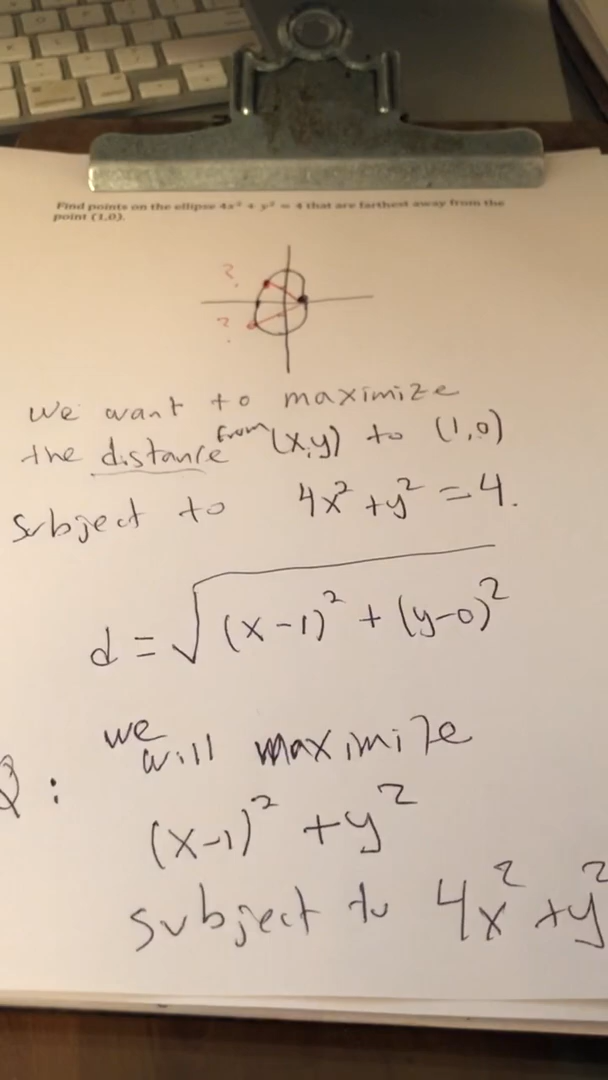 Find points on the ellipse 4x² + y² = 4 that are farthest away from the
point (1,0).
?
?
we want to maximize
the distance from (x,y) to (1,0)
subject to 4x² + y² = 4.
d = √(x-1)² + (y-0)²
we
will maximize
:
(x-1)² + y²
subject to 4x² + y²